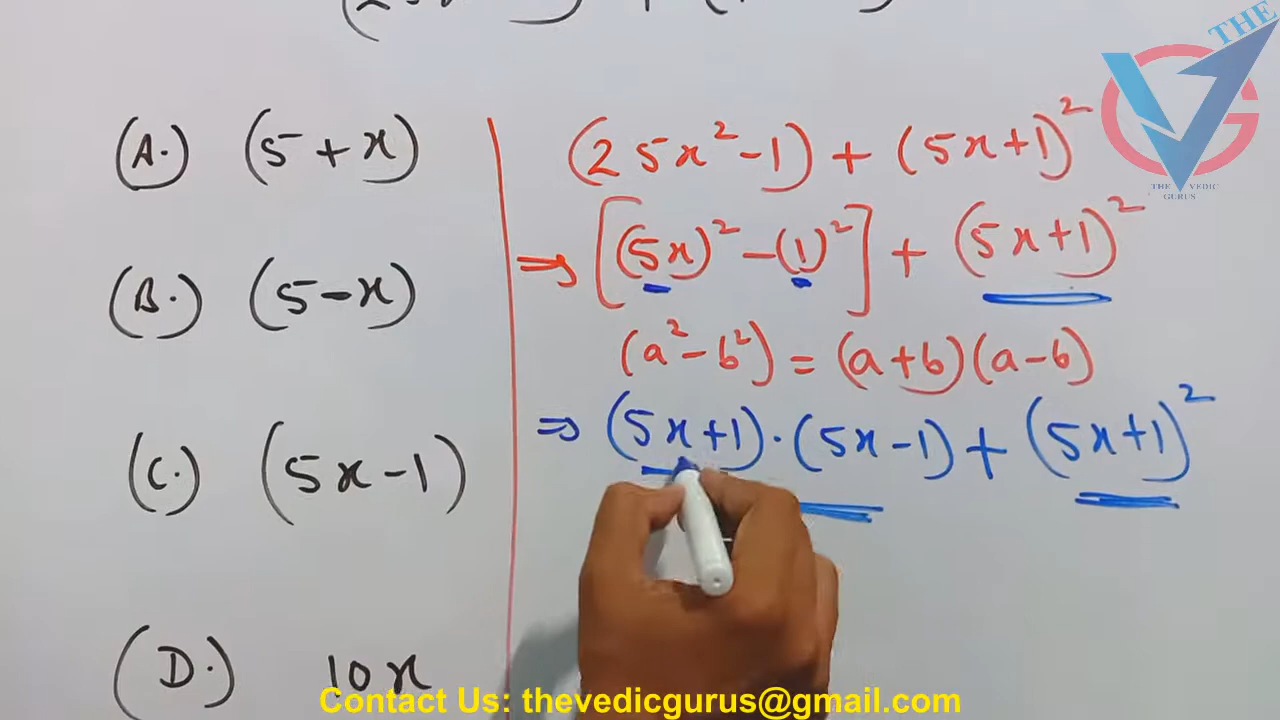 (A.) (5 + x)
(B.) (5 - x)
(C.) (5x - 1)
(D.) 10x
(25x² - 1) + (5x + 1)²
⇒ [(5x)² - (1)²] + (5x + 1)²
(a² - b²) = (a + b)(a - b)
⇒ (5x + 1) . (5x - 1) + (5x + 1)²
THE
VG
THE VEDIC
GURUS
Contact Us: thevedicgurus@gmail.com